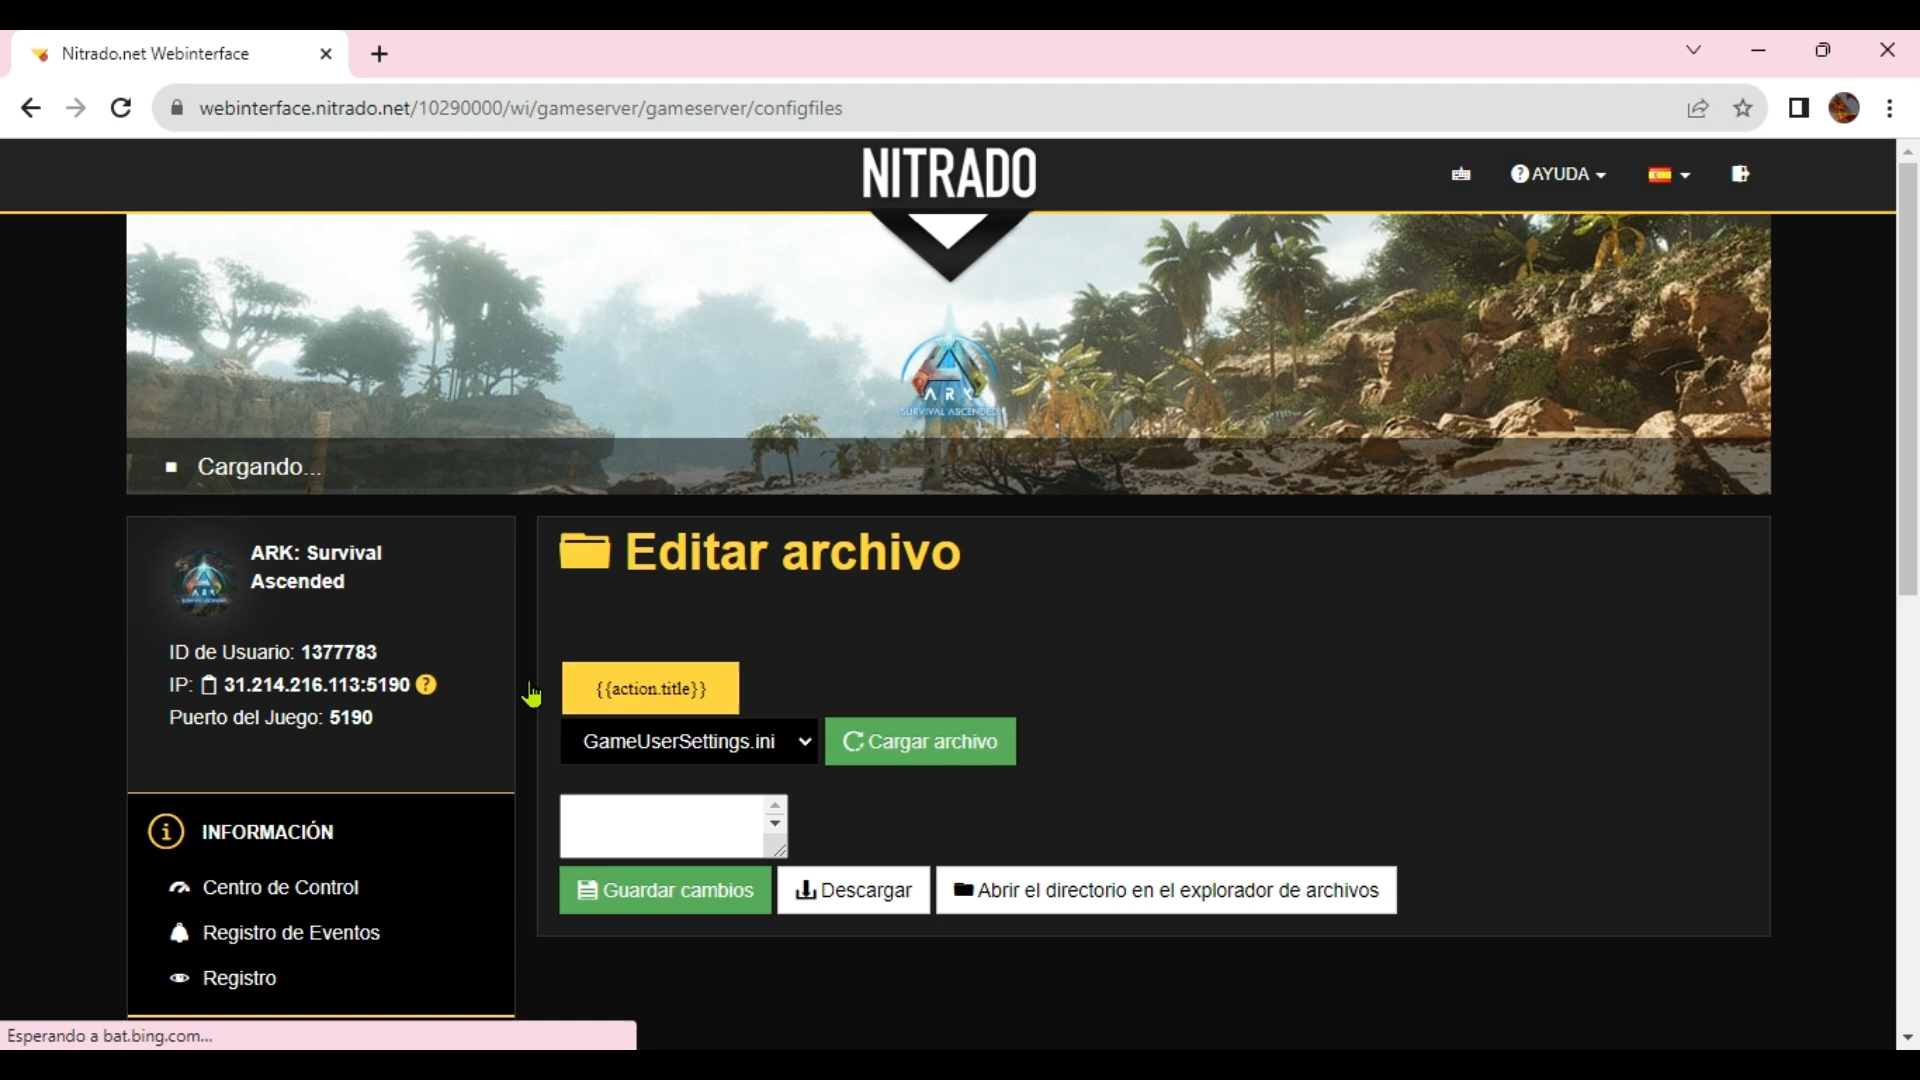 Nitrado.net Webinterface
webinterface.nitrado.net/10290000/wi/gameserver/gameserver/configfiles
NITRADO
AYUDA
ARK
SURVIVAL ASCENDED
Cargando...
ARK: Survival
Ascended
ID de Usuario: 1377783
IP: 31.214.216.113:5190
Puerto del Juego: 5190
INFORMACIÓN
Centro de Control
Registro de Eventos
Registro
Editar archivo
{{action.title}}
GameUserSettings.ini
Cargar archivo
Guardar cambios
Descargar
Abrir el directorio en el explorador de archivos
Esperando a bat.bing.com...